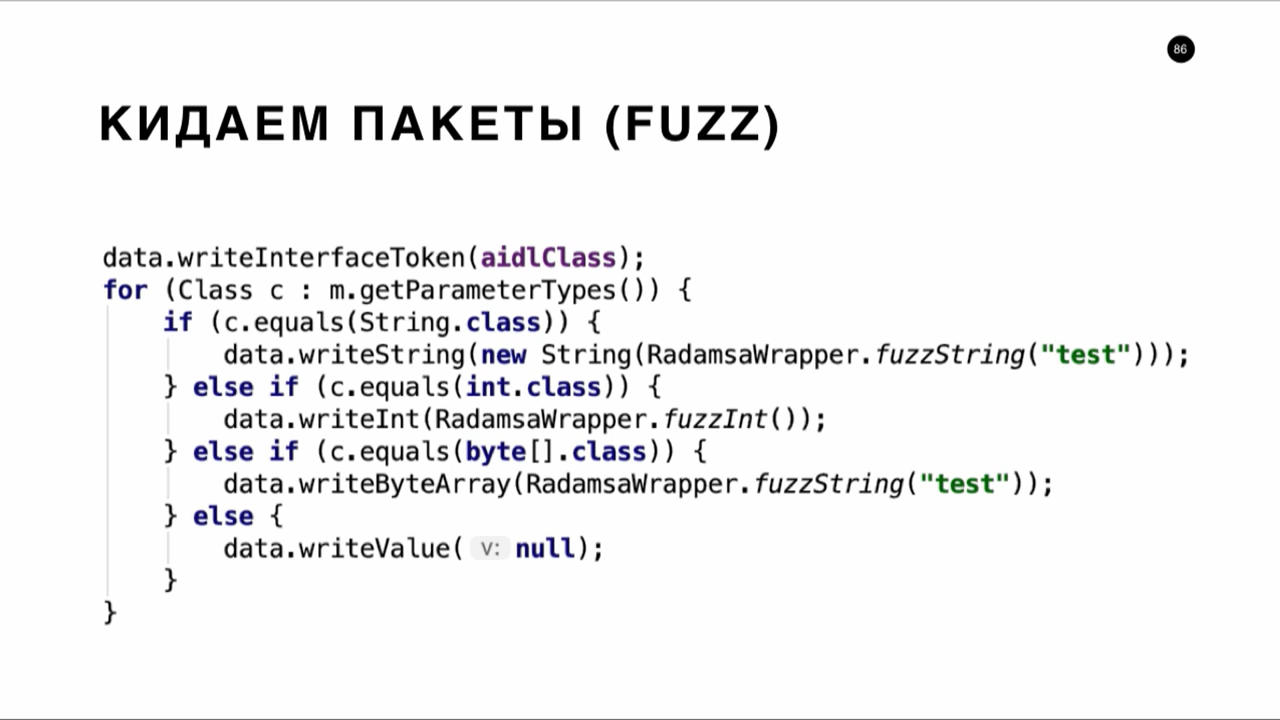 86
КИДАЕМ ПАКЕТЫ (FUZZ)
data.writeInterfaceToken(aidlClass);
for (Class c : m.getParameterTypes()) {
    if (c.equals(String.class)) {
        data.writeString(new String(RadamsaWrapper.fuzzString("test")));
    } else if (c.equals(int.class)) {
        data.writeInt(RadamsaWrapper.fuzzInt());
    } else if (c.equals(byte[].class)) {
        data.writeByteArray(RadamsaWrapper.fuzzString("test"));
    } else {
        data.writeValue( v: null);
    }
}